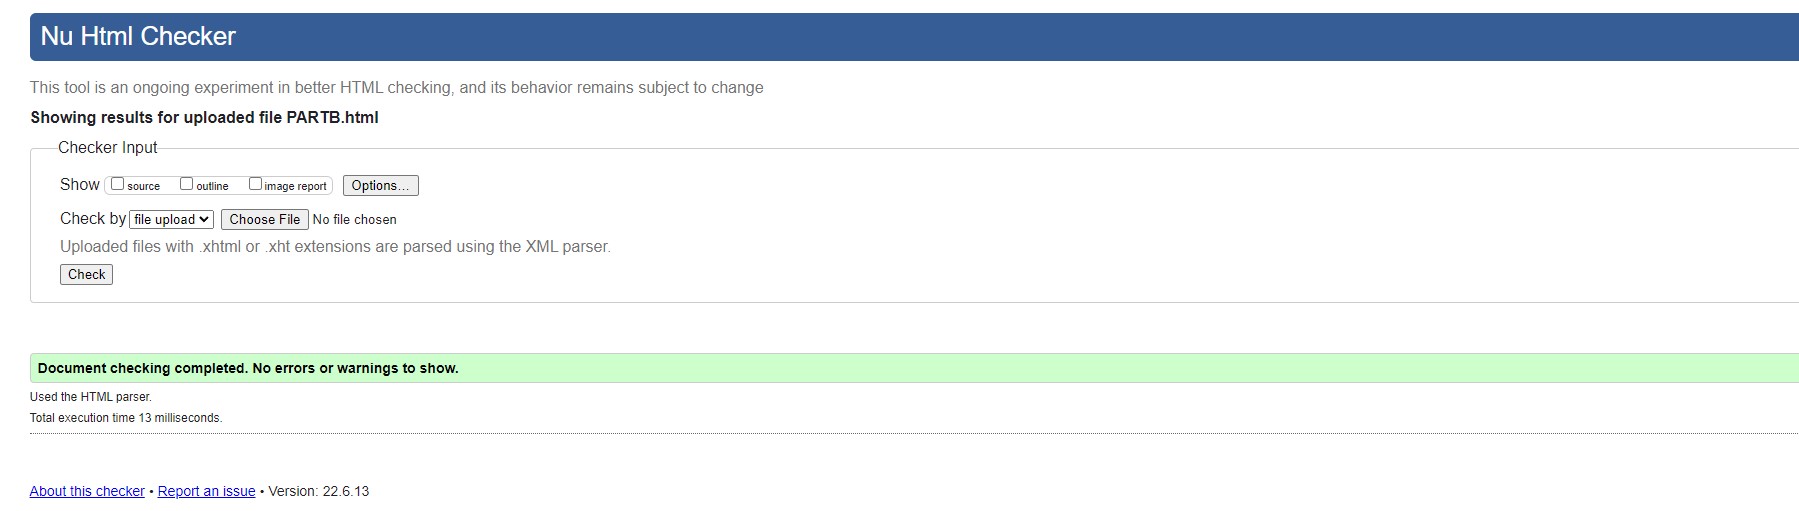 Nu Html Checker
This tool is an ongoing experiment in better HTML checking, and its behavior remains subject to change
Showing results for uploaded file PARTB.html
Checker Input
Show source outline image report Options...
Check by file upload Choose File No file chosen
Uploaded files with .xhtml or .xht extensions are parsed using the XML parser.
Check
Document checking completed. No errors or warnings to show.
Used the HTML parser.
Total execution time 13 milliseconds.
About this checker • Report an issue • Version: 22.6.13